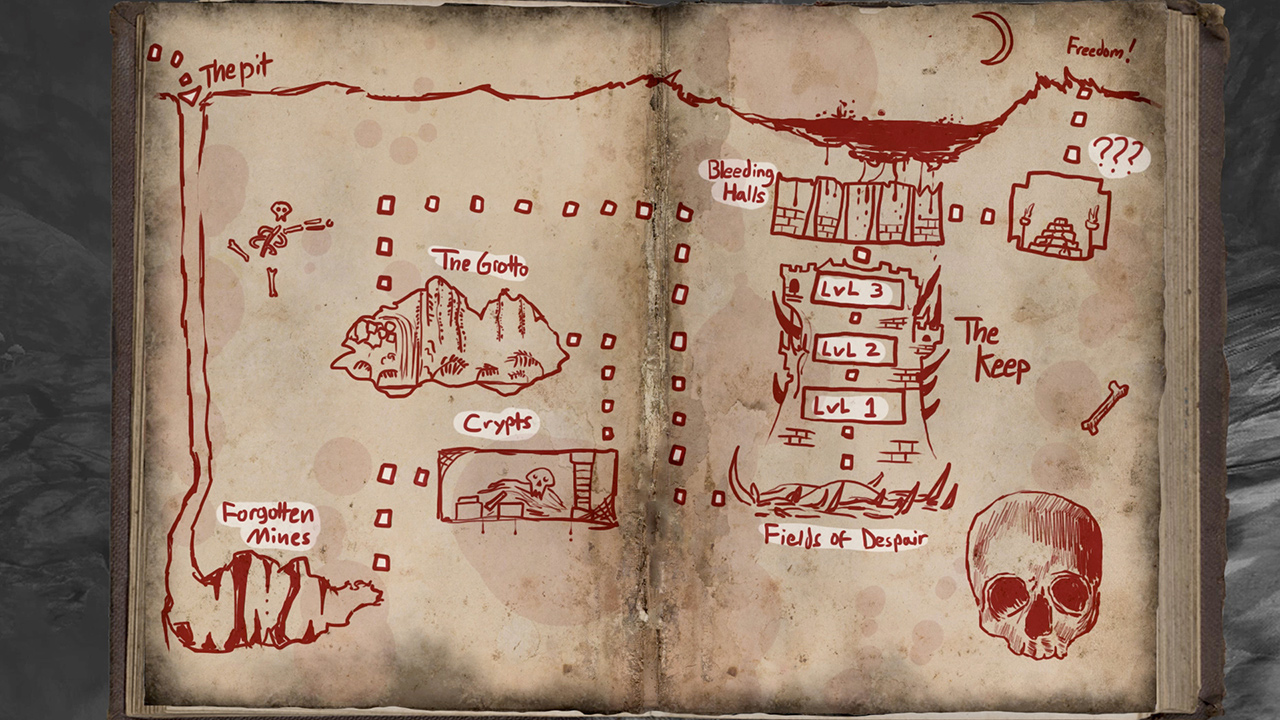 The pit
The Grotto
Crypts
Forgotten
Mines
Freedom!
???
Bleeding
Halls
LvL 3
LvL 2
LvL 1
The
Keep
Fields of Despair